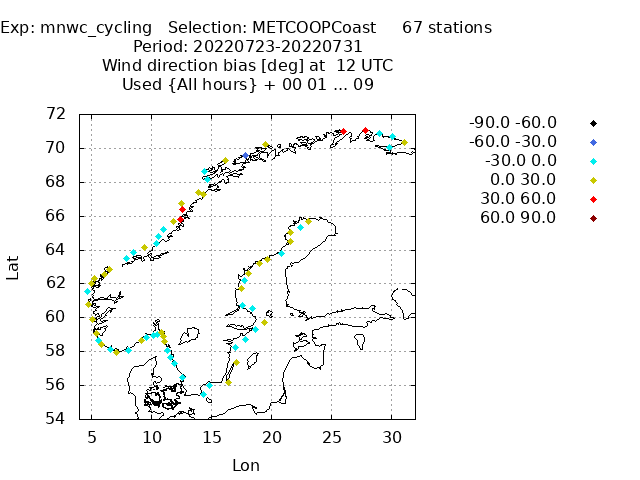 Exp: mnwc_cycling   Selection: METCOOPCoast     67 stations
Period: 20220723-20220731
Wind direction bias [deg] at  12 UTC
Used {All hours} + 00 01 ... 09
72
70
68
66
64
62
60
58
56
54
Lat
5 10 15 20 25 30
Lon
-90.0 -60.0
-60.0 -30.0
-30.0 0.0
0.0 30.0
30.0 60.0
60.0 90.0